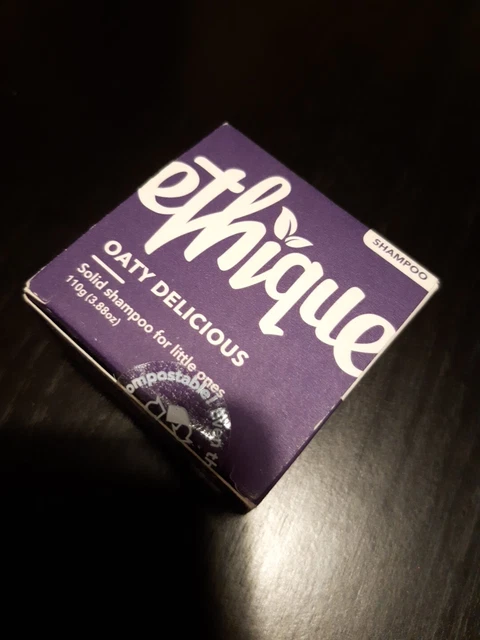 ethique
SHAMPOO
OATY DELICIOUS
Solid shampoo for little ones
110g (3.88oz)